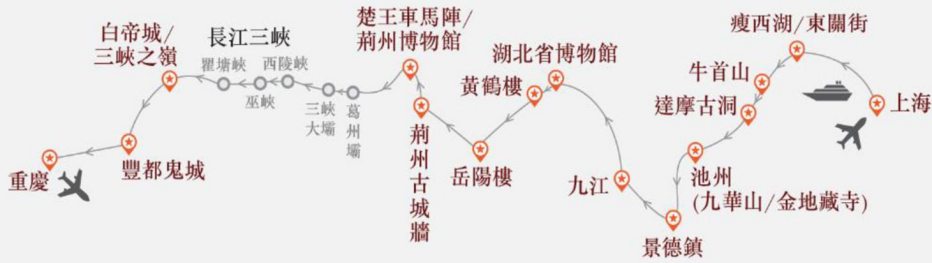 白帝城/
三峽之嶺
長江三峽
瞿塘峽
巫峽
西陵峽
三峽
大壩
葛州壩
楚王車馬陣/
荊州博物館
荊州古城牆
湖北省博物館
黃鶴樓
岳陽樓
九江
景德鎮
池州
(九華山/金地藏寺)
瘦西湖/東關街
牛首山
達摩古洞
上海
豐都鬼城
重慶